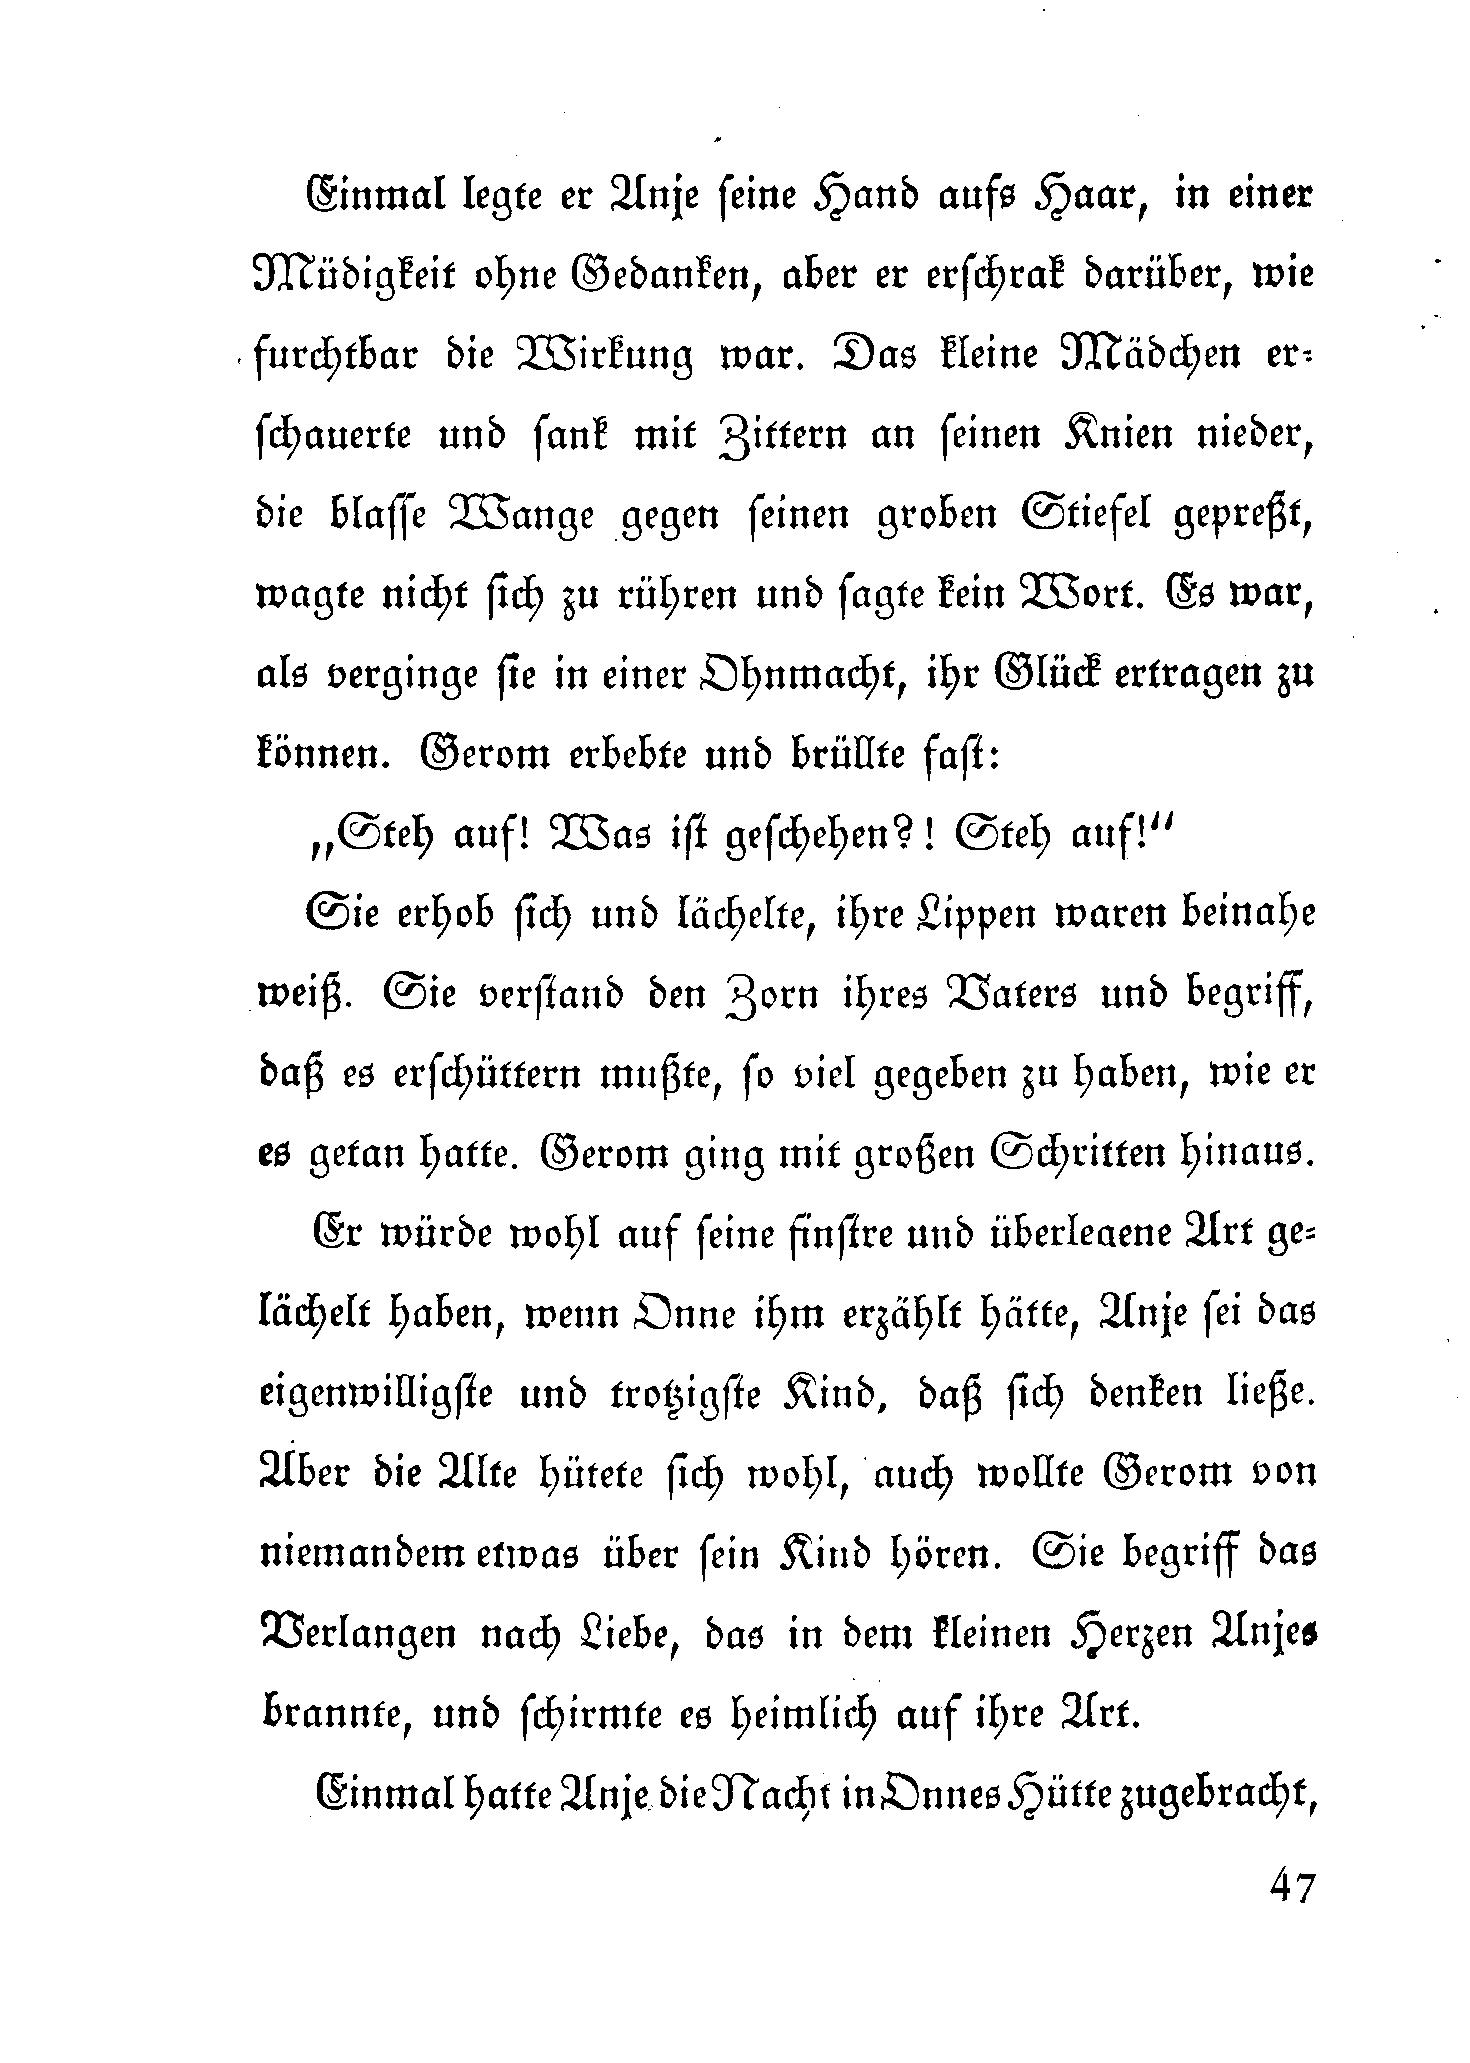 Einmal legte er Anje seine Hand aufs Haar, in einer
Müdigkeit ohne Gedanken, aber er erschrak darüber, wie
furchtbar die Wirkung war. Das kleine Mädchen er-
schauerte und sank mit Zittern an seinen Knien nieder,
die blasse Wange gegen seinen groben Stiefel gepreßt,
wagte nicht sich zu rühren und sagte kein Wort. Es war,
als verginge sie in einer Ohnmacht, ihr Glück ertragen zu
können. Gerom erbebte und brüllte fast:
„Steh auf! Was ist geschehen?! Steh auf!“
Sie erhob sich und lächelte, ihre Lippen waren beinahe
weiß. Sie verstand den Zorn ihres Vaters und begriff,
daß es erschüttern mußte, so viel gegeben zu haben, wie er
es getan hatte. Gerom ging mit großen Schritten hinaus.
Er würde wohl auf seine finstre und überlegene Art ge-
lächelt haben, wenn Onne ihm erzählt hätte, Anje sei das
eigenwilligste und trotzigste Kind, daß sich denken ließe.
Aber die Alte hütete sich wohl, auch wollte Gerom von
niemandem etwas über sein Kind hören. Sie begriff das
Verlangen nach Liebe, das in dem kleinen Herzen Anjes
brannte, und schirmte es heimlich auf ihre Art.
Einmal hatte Anje die Nacht in Onnes Hütte zugebracht,
47